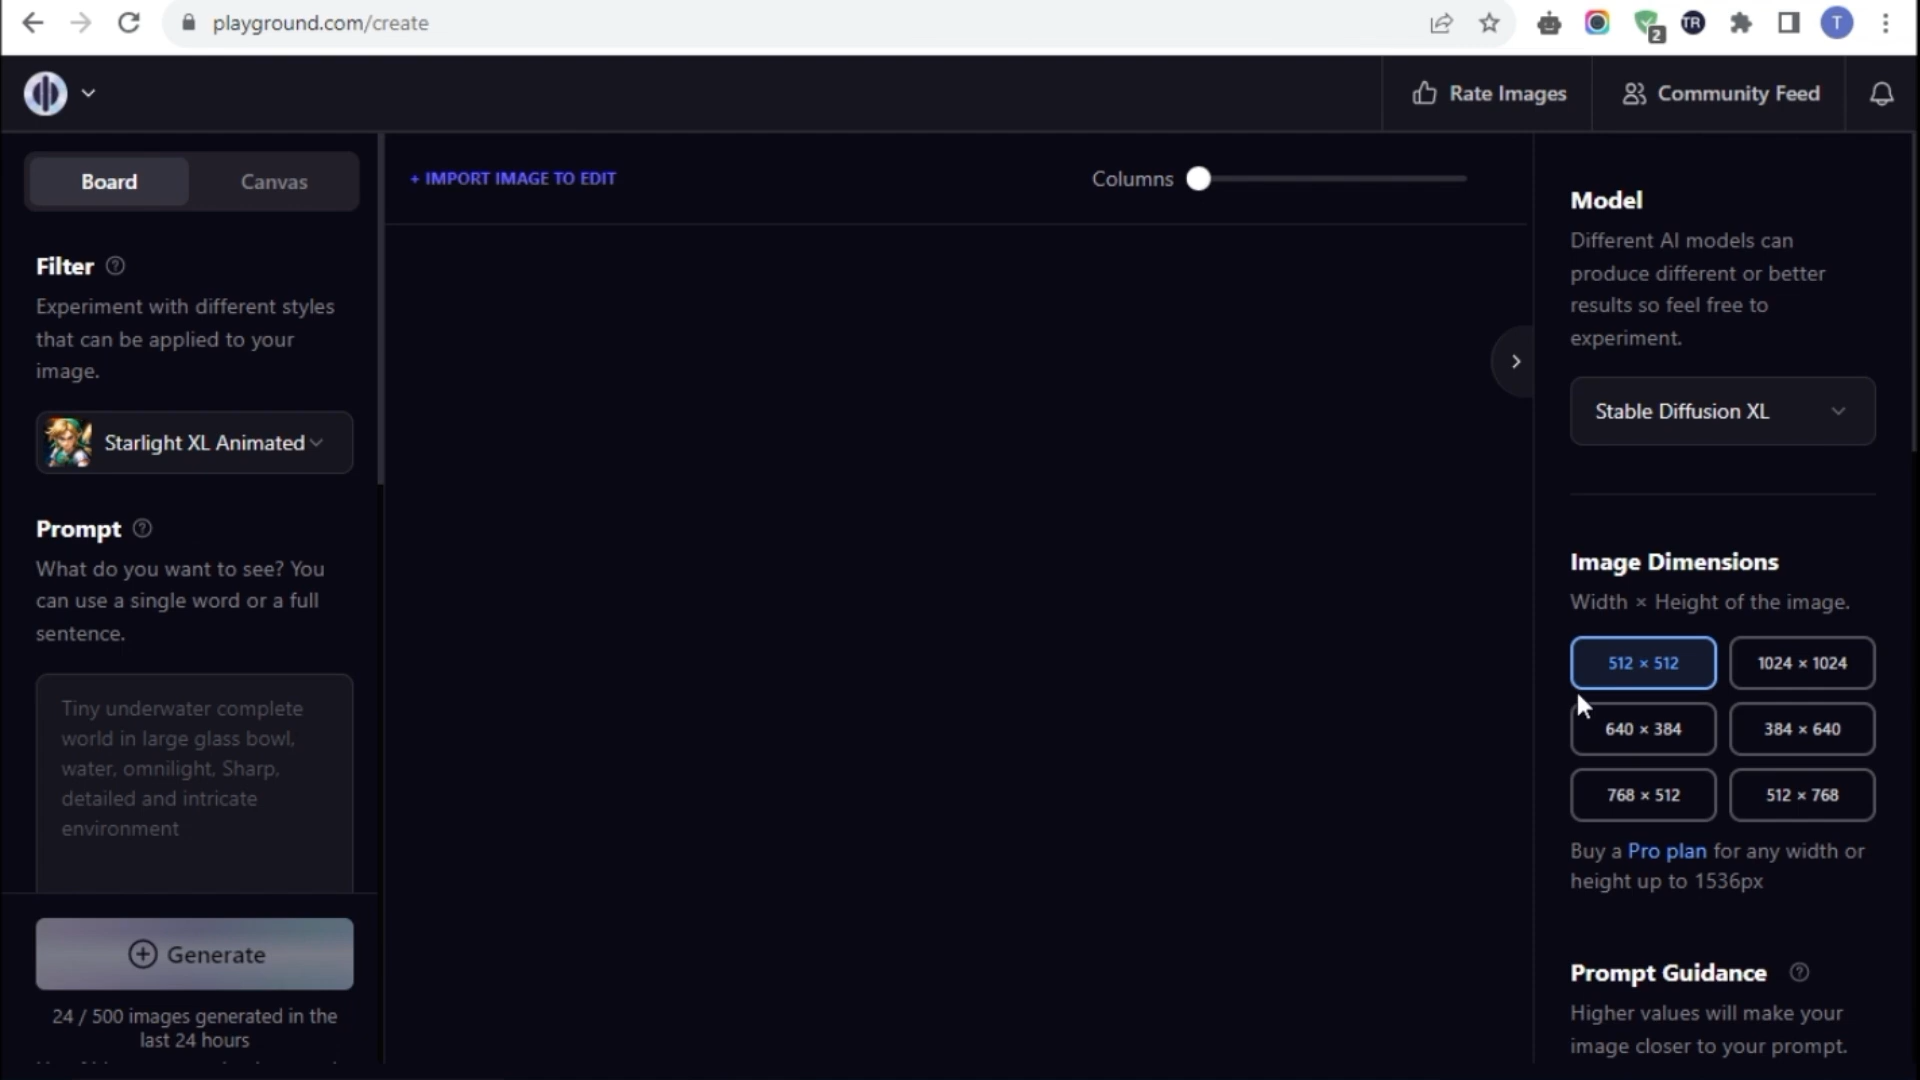 playground.com/create
2
TR
T
Rate Images
Community Feed
Board
Canvas
+ IMPORT IMAGE TO EDIT
Columns
Filter
Experiment with different styles
that can be applied to your
image.
Starlight XL Animated
Prompt
What do you want to see? You
can use a single word or a full
sentence.
Tiny underwater complete
world in large glass bowl,
water, omnilight, Sharp,
detailed and intricate
environment
Generate
24 / 500 images generated in the
last 24 hours
Model
Different AI models can
produce different or better
results so feel free to
experiment.
Stable Diffusion XL
Image Dimensions
Width × Height of the image.
512 × 512
1024 × 1024
640 × 384
384 × 640
768 × 512
512 × 768
Buy a Pro plan for any width or
height up to 1536px
Prompt Guidance
Higher values will make your
image closer to your prompt.